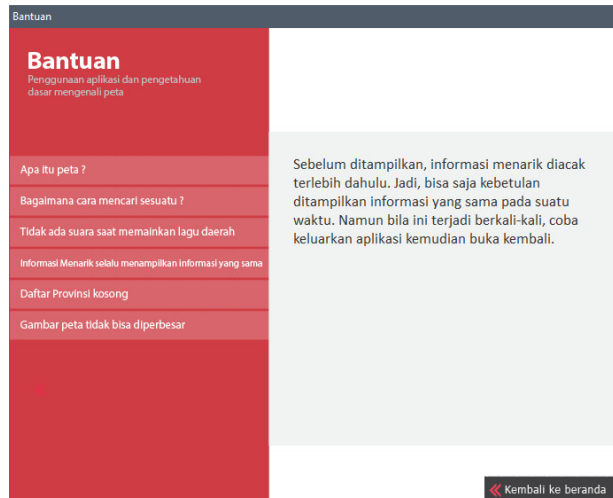 Bantuan
Bantuan
Penggunaan aplikasi dan pengetahuan
dasar mengenali peta
Apa itu peta ?
Bagaimana cara mencari sesuatu ?
Tidak ada suara saat memainkan lagu daerah
Informasi Menarik selalu menampilkan informasi yang sama
Daftar Provinsi kosong
Gambar peta tidak bisa diperbesar
Sebelum ditampilkan, informasi menarik diacak
terlebih dahulu. Jadi, bisa saja kebetulan
ditampilkan informasi yang sama pada suatu
waktu. Namun bila ini terjadi berkali-kali, coba
keluarkan aplikasi kemudian buka kembali.
Kembali ke beranda